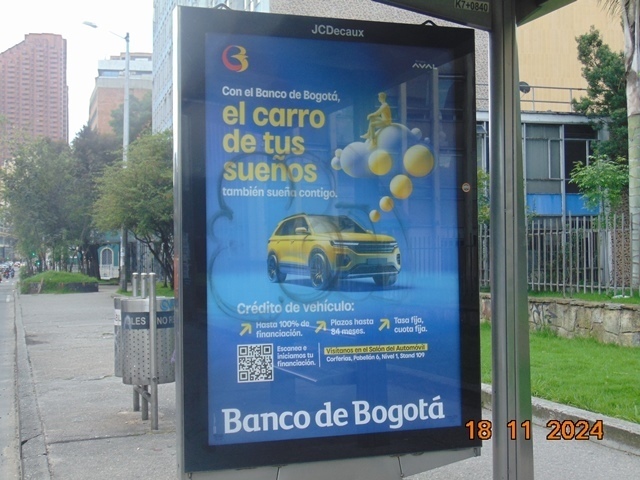 K7+0840
JCDecaux
AVAL
Con el Banco de Bogotá,
el carro
de tus
sueños
también sueña contigo.
Crédito de vehículo:
Hasta 100% de
financiación.
Plazos hasta
84 meses.
Tasa fija,
cuota fija.
Escanea e
iniciamos tu
financiación.
Visítanos en el Salón del Automóvil
Corferias, Pabellón 6, Nivel 1, Stand 109
Banco de Bogotá
18 11 2024